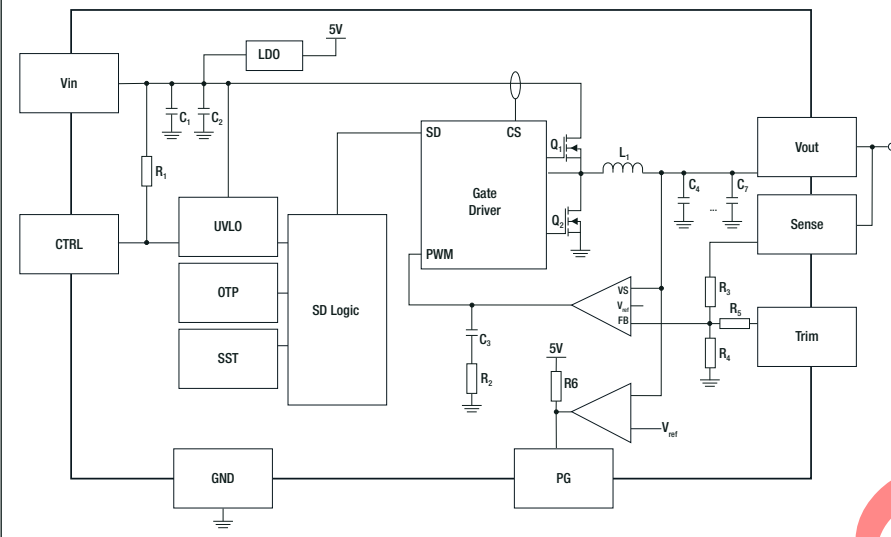 5V
LDO
Vin
C1
C2
SD
CS
Q1
L1
Vout
R1
Gate
Driver
C4
C7
...
Q2
UVLO
Sense
CTRL
PWM
OTP
SD Logic
VS
Vref
FB
R3
R5
C3
R4
Trim
SST
5V
R6
R2
Vref
GND
PG